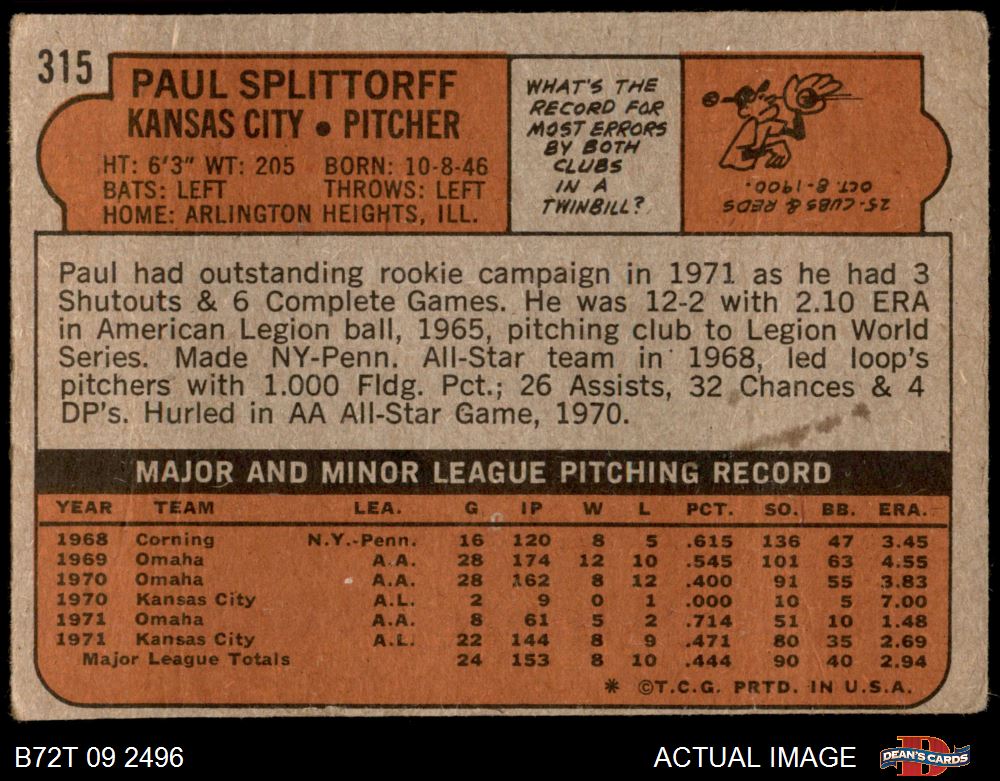 315
PAUL SPLITTORFF
KANSAS CITY • PITCHER
HT: 6'3" WT: 205 BORN: 10-8-46
BATS: LEFT THROWS: LEFT
HOME: ARLINGTON HEIGHTS, ILL.
WHAT'S THE
RECORD FOR
MOST ERRORS
BY BOTH
CLUBS
IN A
TWINBILL?
25-CUBS & REDS
OCT. 8-1900.
Paul had outstanding rookie campaign in 1971 as he had 3
Shutouts & 6 Complete Games. He was 12-2 with 2.10 ERA
in American Legion ball, 1965, pitching club to Legion World
Series. Made NY-Penn. All-Star team in 1968, led loop's
pitchers with 1.000 Fldg. Pct.; 26 Assists, 32 Chances & 4
DP's. Hurled in AA All-Star Game, 1970.
MAJOR AND MINOR LEAGUE PITCHING RECORD
YEAR TEAM LEA. G IP W L PCT. SO. BB. ERA.
1968 Corning N.Y.-Penn. 16 120 8 5 .615 136 47 3.45
1969 Omaha A.A. 28 174 12 10 .545 101 63 4.55
1970 Omaha A.A. 28 162 8 12 .400 91 55 3.83
1970 Kansas City A.L. 2 9 0 1 .000 10 5 7.00
1971 Omaha A.A. 8 61 5 2 .714 51 10 1.48
1971 Kansas City A.L. 22 144 8 9 .471 80 35 2.69
Major League Totals 24 153 8 10 .444 90 40 2.94
* ©T.C.G. PRTD. IN U.S.A.
B72T 09 2496 ACTUAL IMAGE DEAN'S CARDS